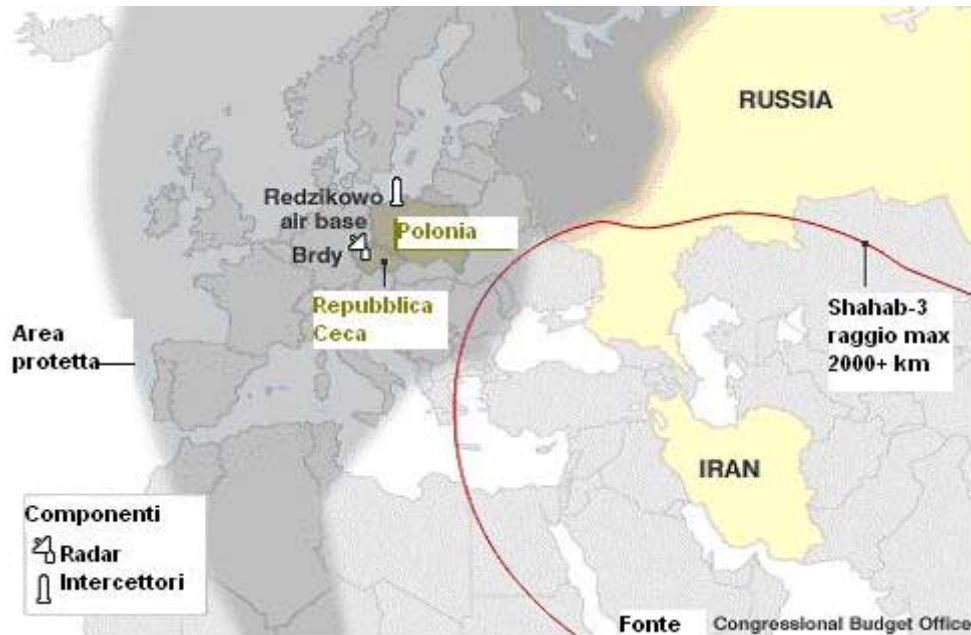 RUSSIA
Redzikowo
air base
Brdy
Polonia
Repubblica
Ceca
Area
protetta
Shahab-3
raggio max
2000+ km
IRAN
Componenti
Radar
Intercettori
Fonte Congressional Budget Office